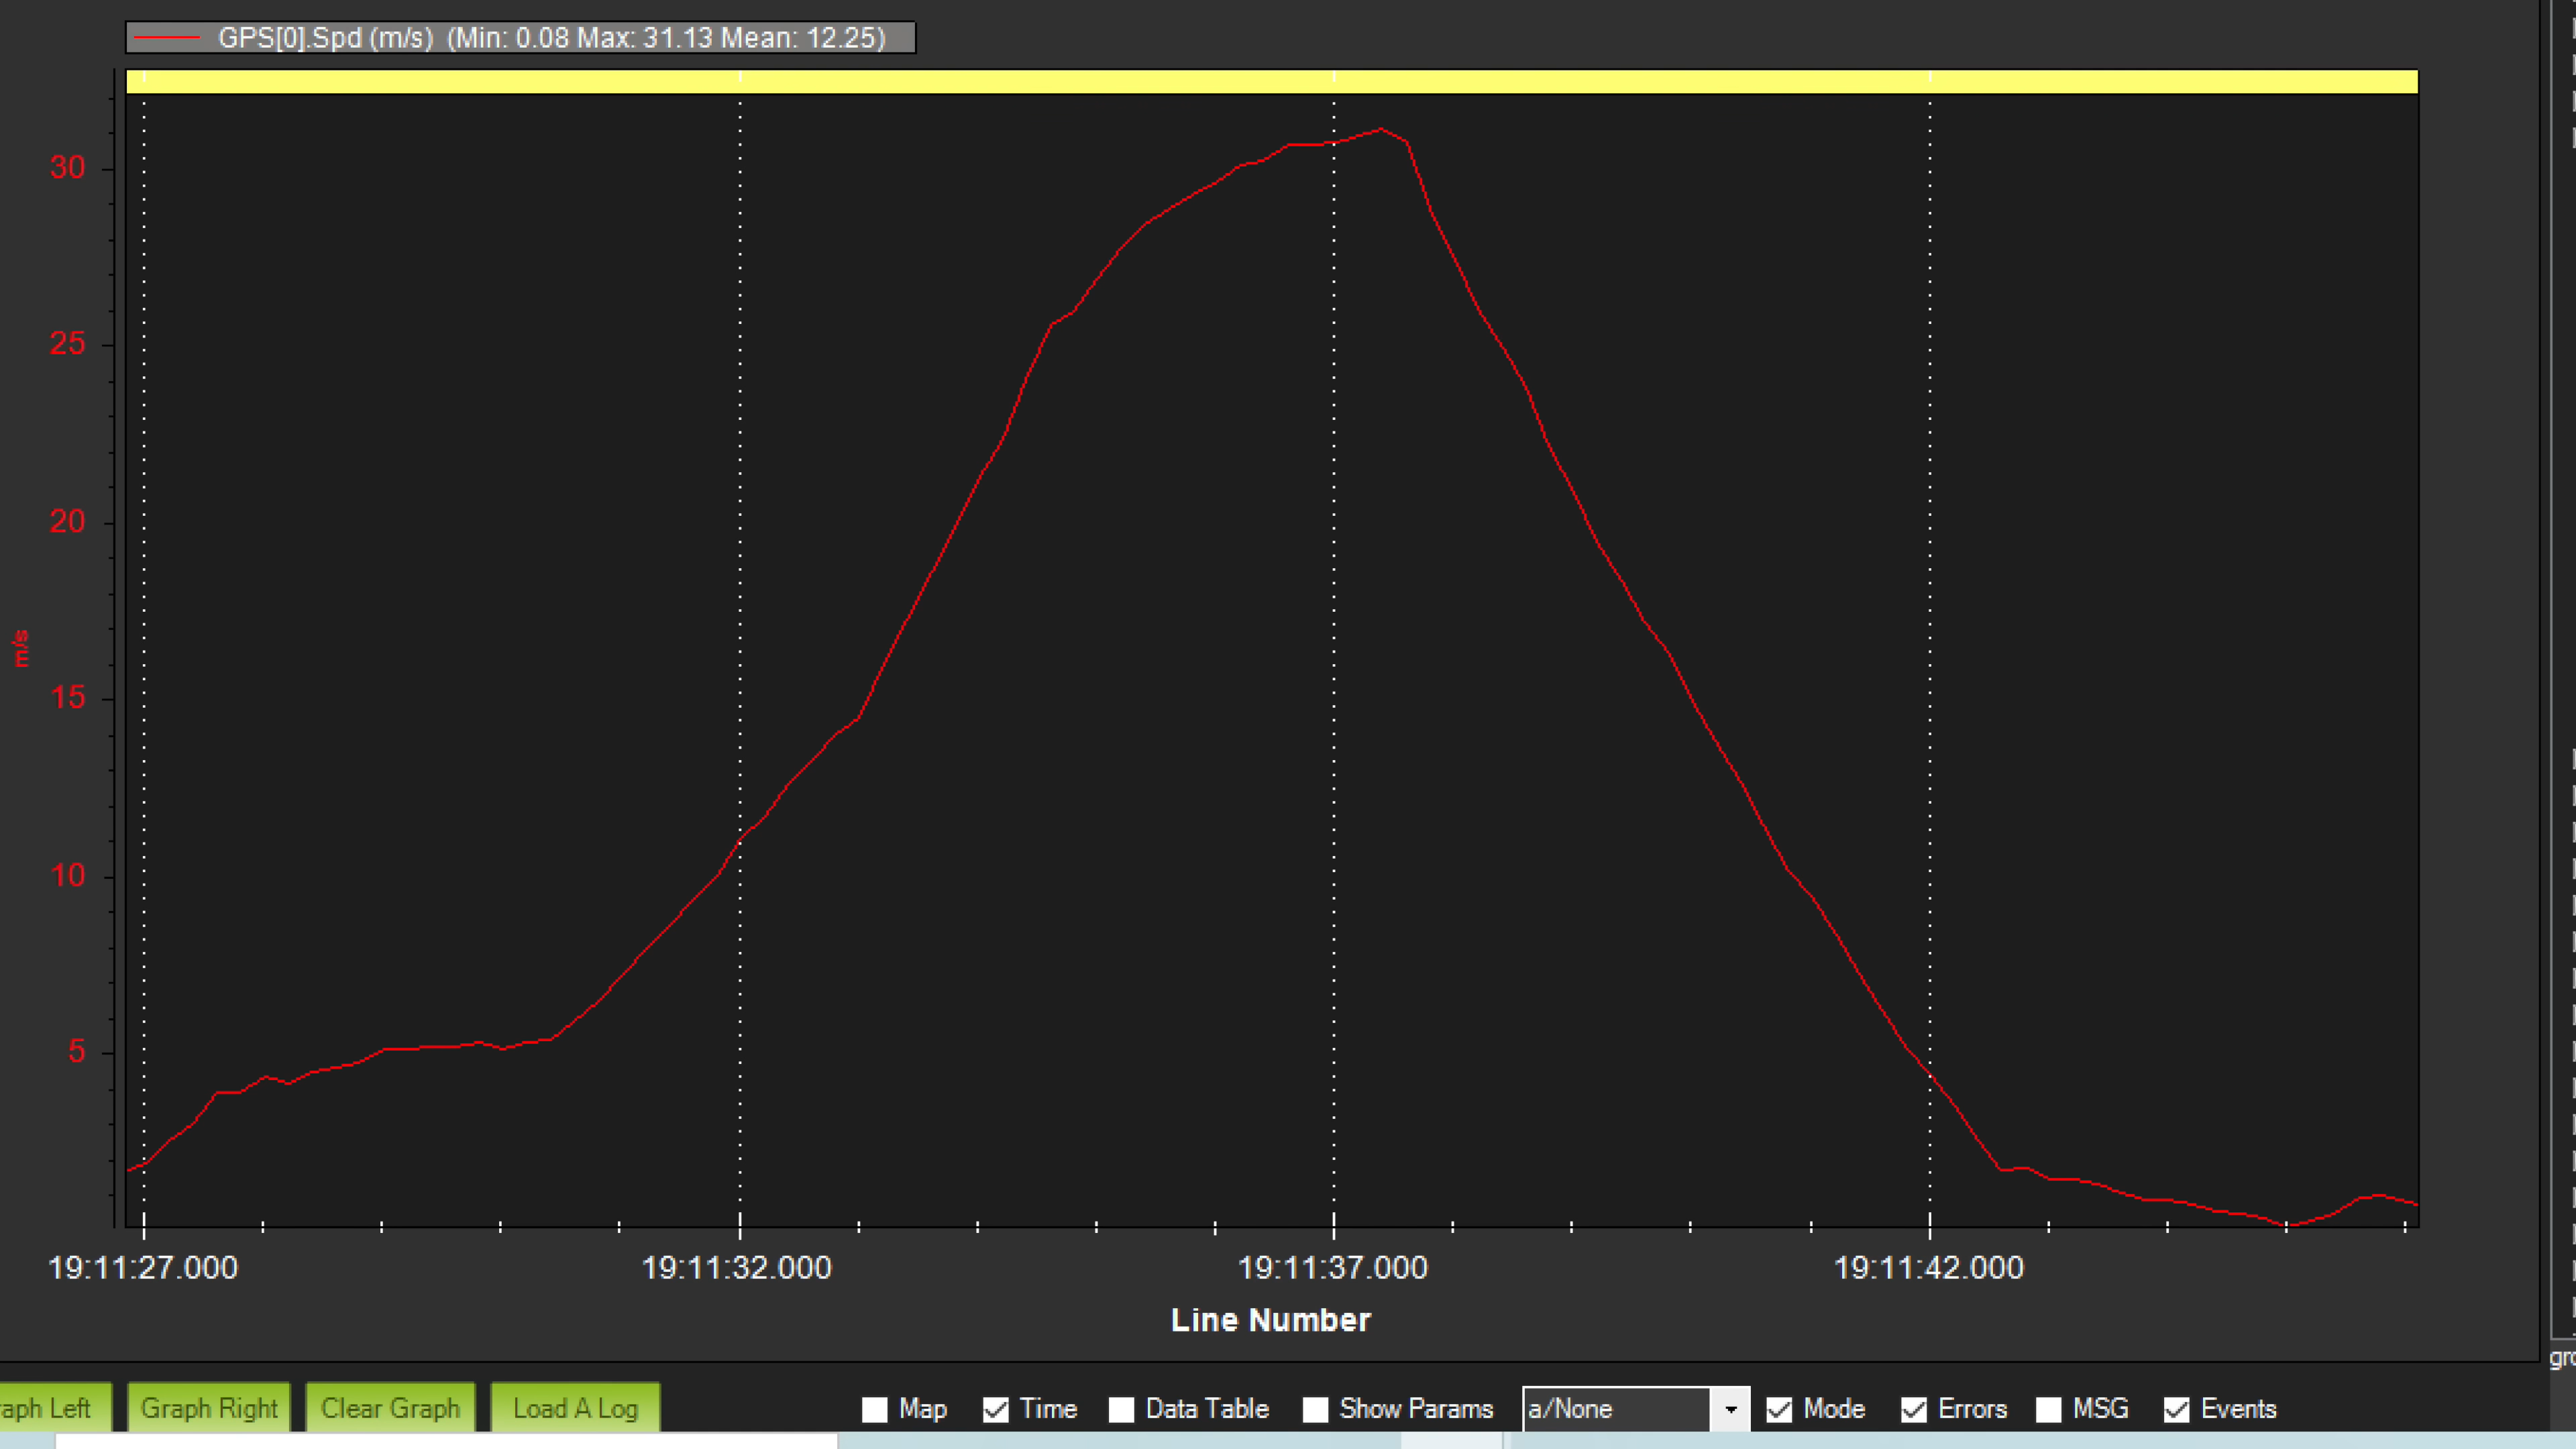 GPS[0].Spd (m/s) (Min: 0.08 Max: 31.13 Mean: 12.25)
30
25
20
15
10
5
m/s
19:11:27.000 19:11:32.000 19:11:37.000 19:11:42.000
Line Number
aph Left Graph Right Clear Graph Load A Log Map Time Data Table Show Params a/None Mode Errors MSG Events